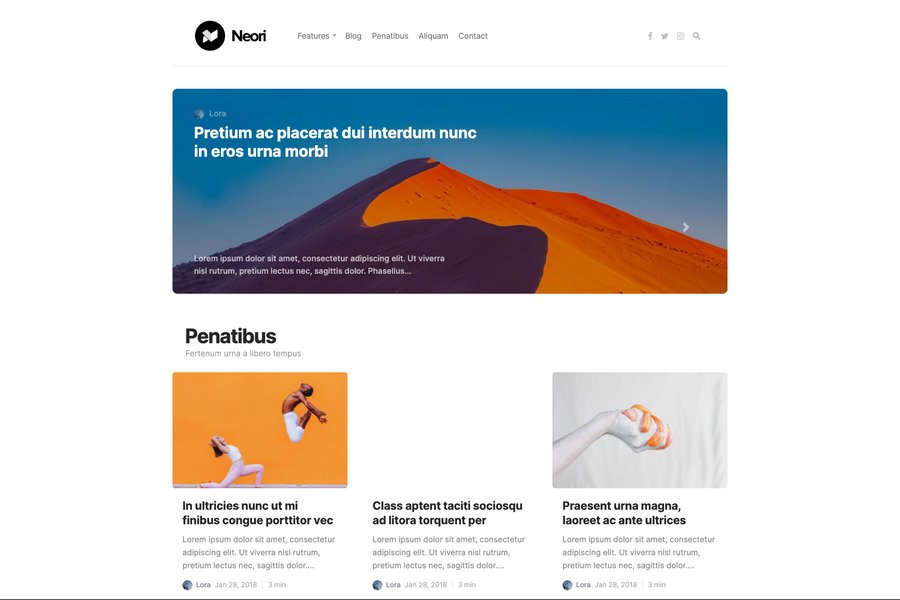 Neori
Features Blog Penatibus Aliquam Contact
Lora
Pretium ac placerat dui interdum nunc
in eros urna morbi
Lorem ipsum dolor sit amet, consectetur adipiscing elit. Ut viverra
nisl rutrum, pretium lectus nec, sagittis dolor. Phasellus...
Penatibus
Fertenum urna a libero tempus
In ultricies nunc ut mi
finibus congue porttitor vec
Lorem ipsum dolor sit amet, consectetur
adipiscing elit. Ut viverra nisl rutrum,
pretium lectus nec, sagittis dolor....
Lora Jan 28, 2018 3 min
Class aptent taciti sociosqu
ad litora torquent per
Lorem ipsum dolor sit amet, consectetur
adipiscing elit. Ut viverra nisl rutrum,
pretium lectus nec, sagittis dolor....
Lora Jan 28, 2018 3 min
Praesent urna magna,
laoreet ac ante ultrices
Lorem ipsum dolor sit amet, consectetur
adipiscing elit. Ut viverra nisl rutrum,
pretium lectus nec, sagittis dolor....
Lora Jan 28, 2018 3 min